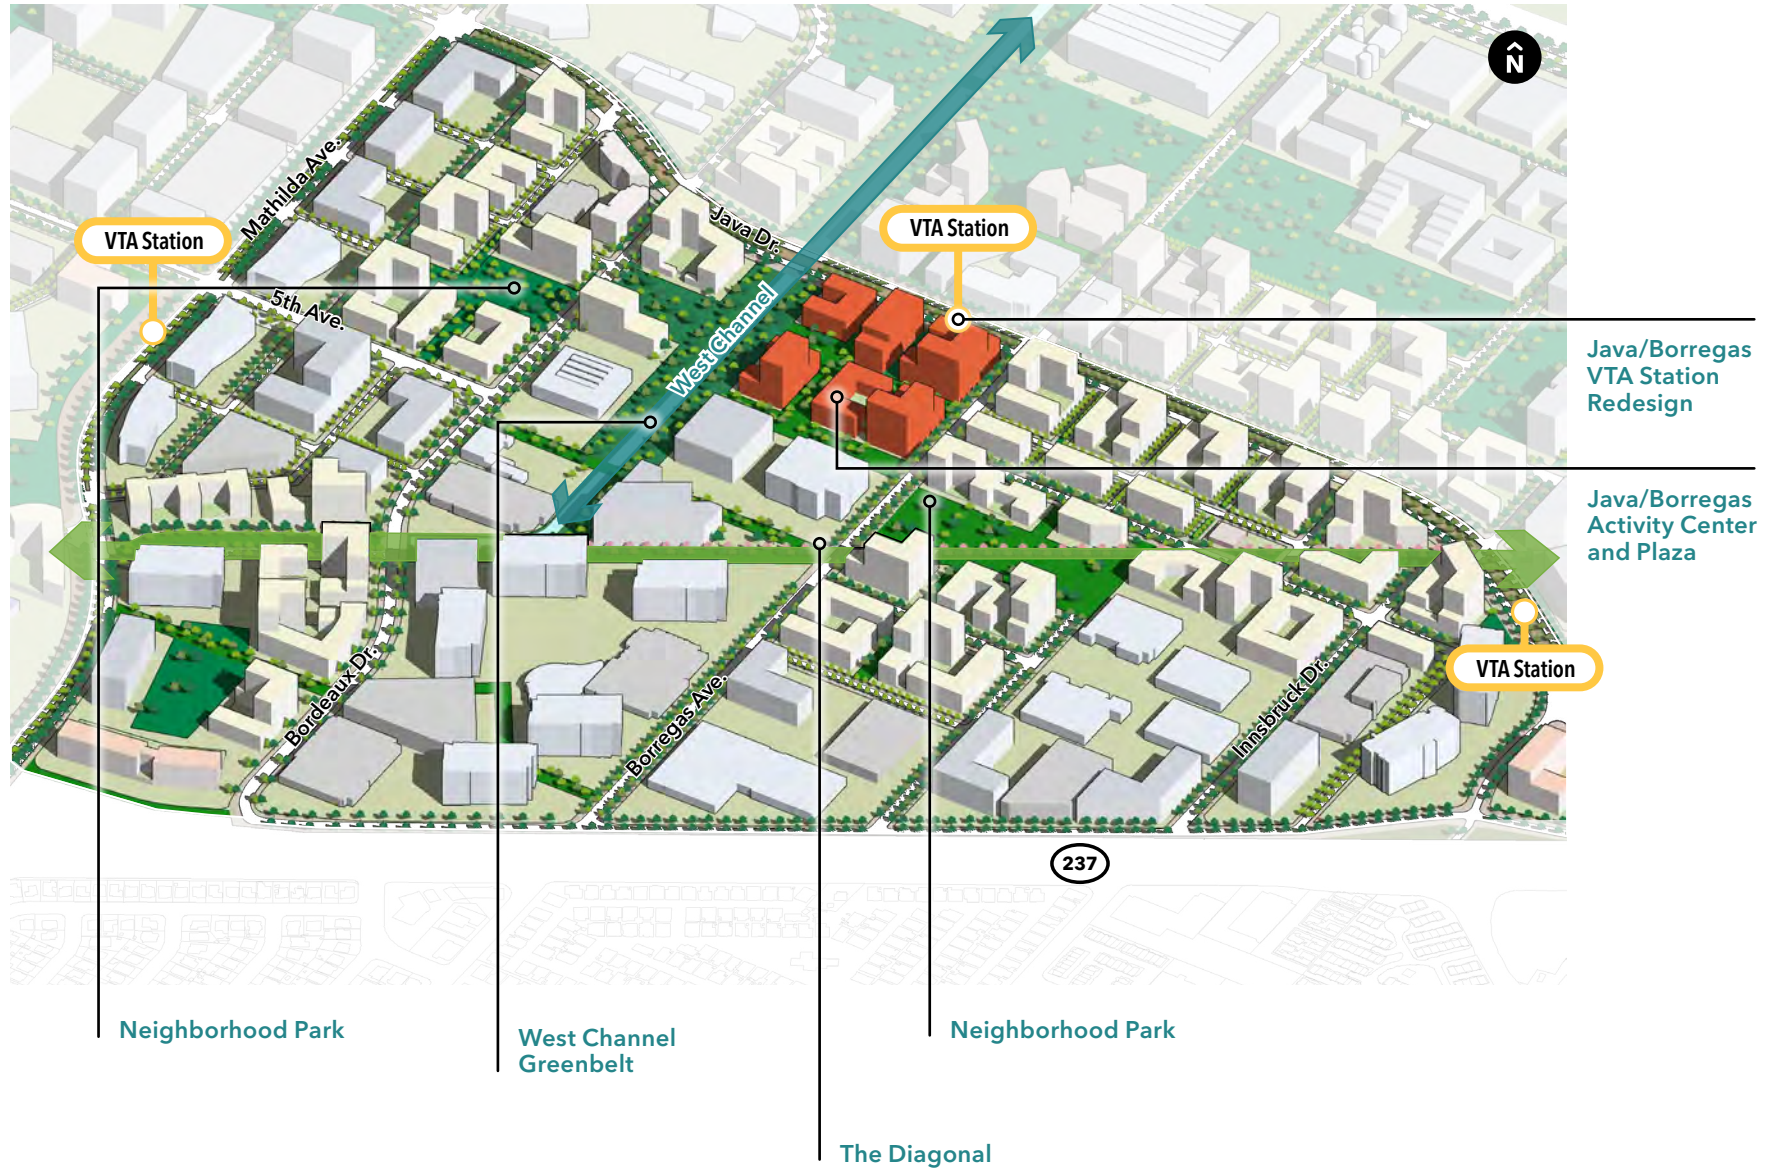 N
Mathilda Ave.
VTA Station
Java Dr.
VTA Station
5th Ave.
West Channel
Java/Borregas
VTA Station
Redesign
Java/Borregas
Activity Center
and Plaza
VTA Station
Bordeaux Dr.
Borregas Ave.
Innsbruck Dr.
237
Neighborhood Park
West Channel
Greenbelt
Neighborhood Park
The Diagonal